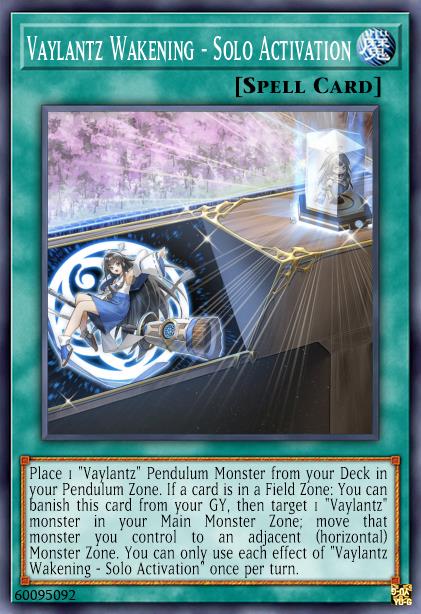 VAYLANTZ WAKENING - SOLO ACTIVATION 魔
[SPELL CARD]
Place 1 "Vaylantz" Pendulum Monster from your Deck in
your Pendulum Zone. If a card is in a Field Zone: You can
banish this card from your GY, then target 1 "Vaylantz"
monster in your Main Monster Zone; move that
monster you control to an adjacent (horizontal)
Monster Zone. You can only use each effect of "Vaylantz
Wakening - Solo Activation" once per turn.
60095092